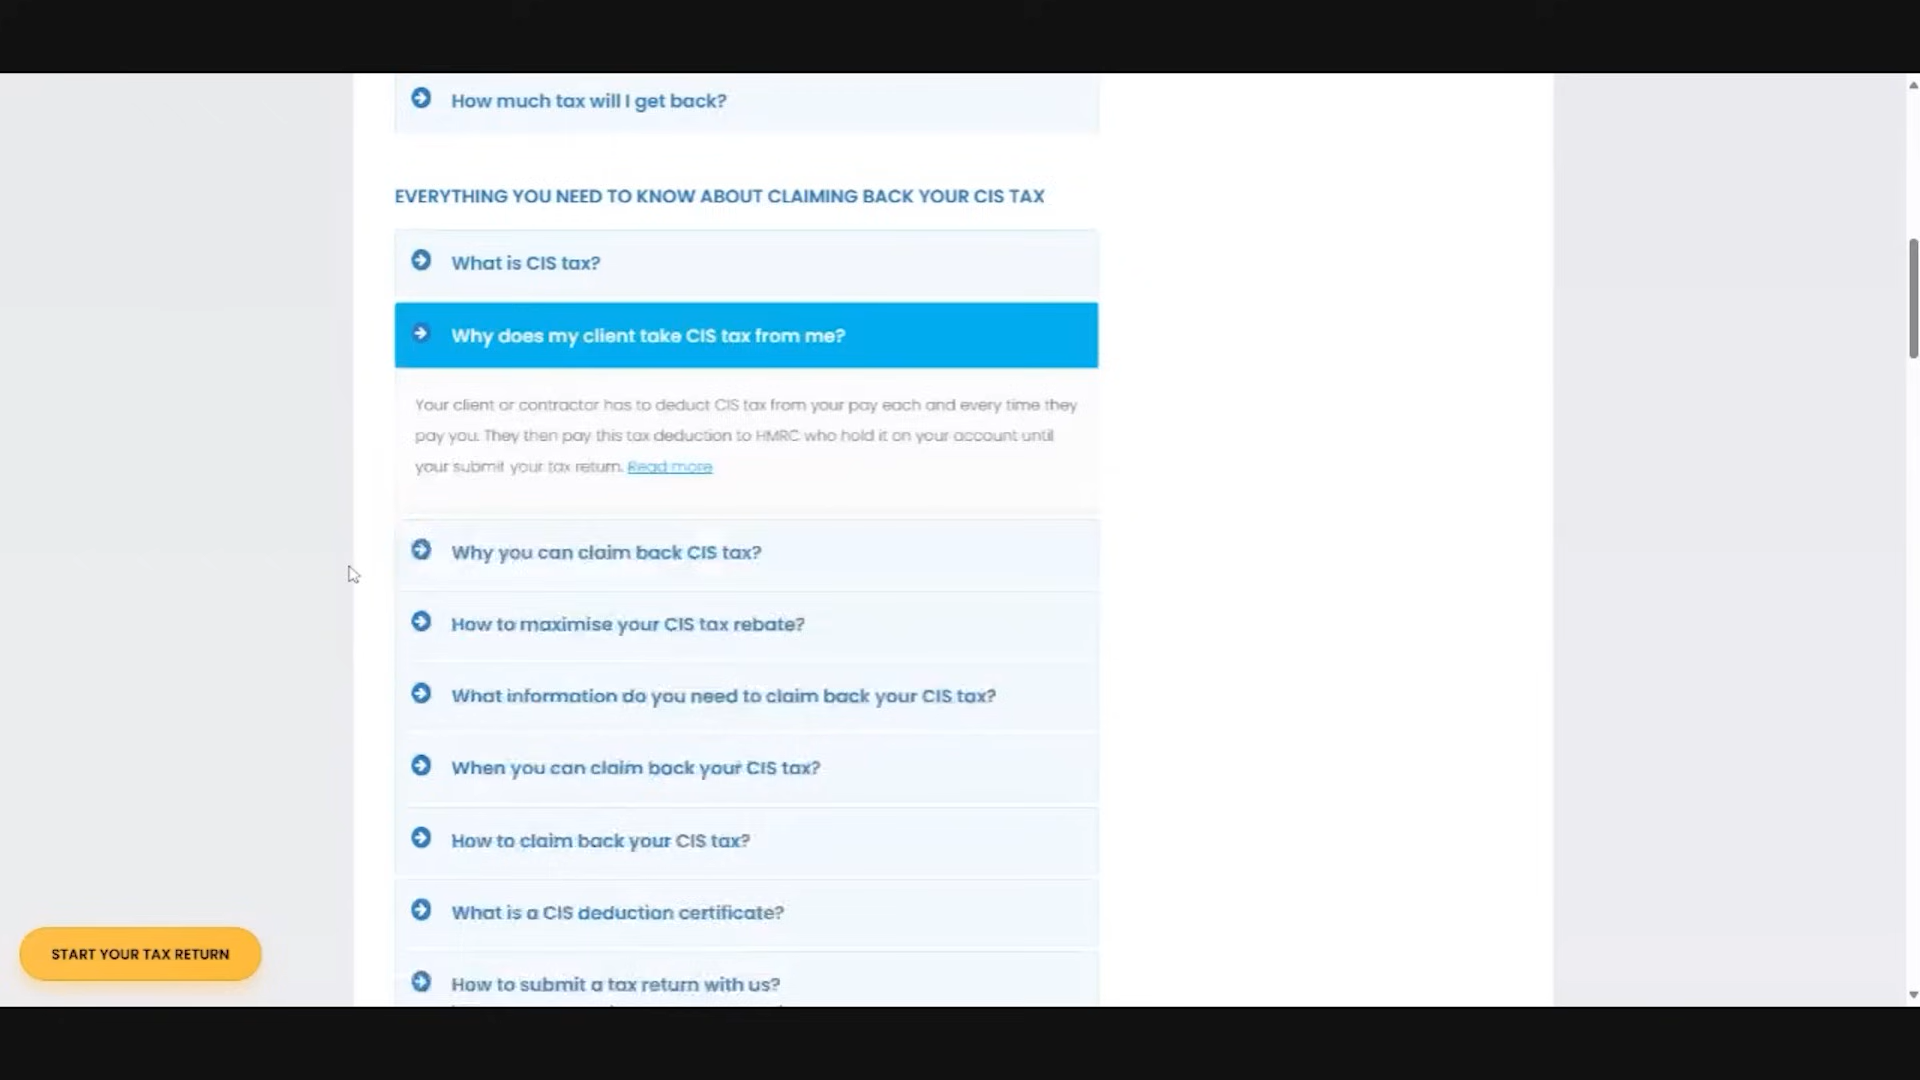 How much tax will I get back?
EVERYTHING YOU NEED TO KNOW ABOUT CLAIMING BACK YOUR CIS TAX
What is CIS tax?
Why does my client take CIS tax from me?
Your client or contractor has to deduct CIS tax from your pay each and every time they
pay you. They then pay this tax deduction to HMRC who hold it on your account until
your submit your tax return. Read more
Why you can claim back CIS tax?
How to maximise your CIS tax rebate?
What information do you need to claim back your CIS tax?
When you can claim back your CIS tax?
How to claim back your CIS tax?
What is a CIS deduction certificate?
START YOUR TAX RETURN
How to submit a tax return with us?